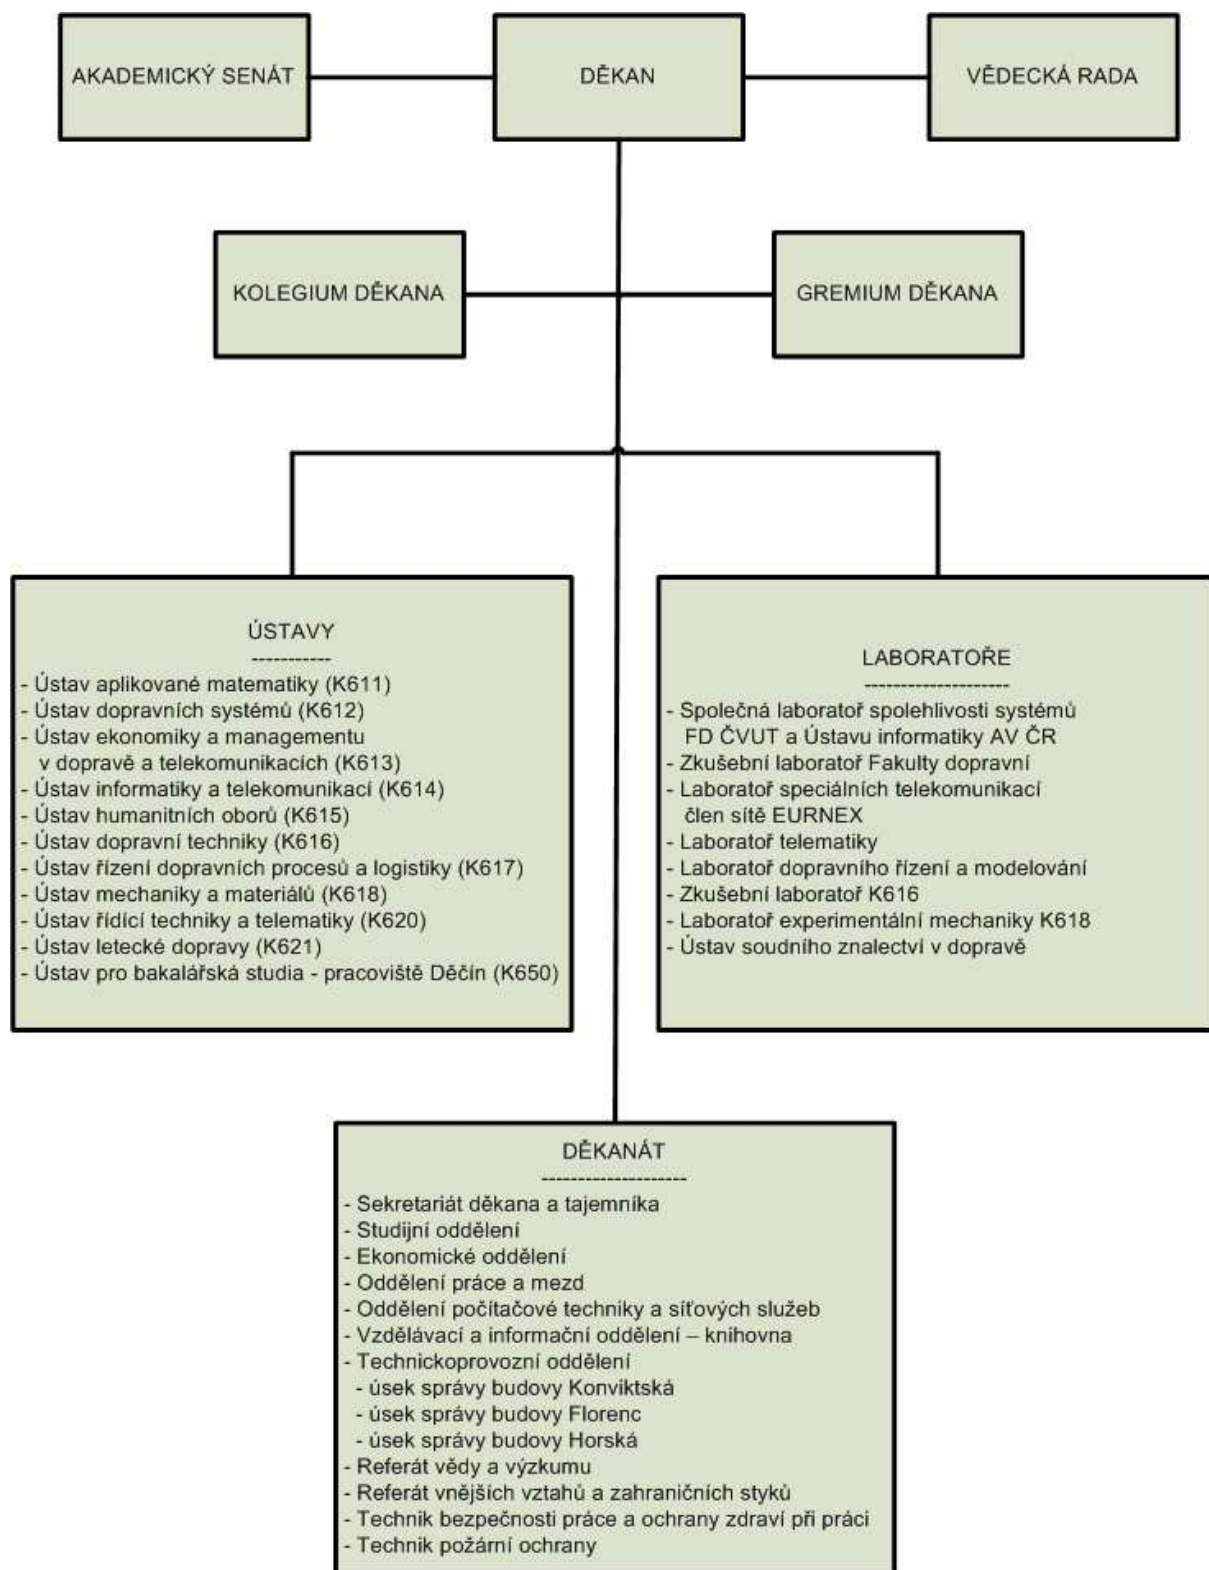 AKADEMICKÝ SENÁT
DĚKAN
VĚDECKÁ RADA
KOLEGIUM DĚKANA
GREMIUM DĚKANA
ÚSTAVY
-----------
- Ústav aplikované matematiky (K611)
- Ústav dopravních systémů (K612)
- Ústav ekonomiky a managementu
v dopravě a telekomunikacích (K613)
- Ústav informatiky a telekomunikací (K614)
- Ústav humanitních oborů (K615)
- Ústav dopravní techniky (K616)
- Ústav řízení dopravních procesů a logistiky (K617)
- Ústav mechaniky a materiálů (K618)
- Ústav řídící techniky a telematiky (K620)
- Ústav letecké dopravy (K621)
- Ústav pro bakalářská studia - pracoviště Děčín (K650)
LABORATOŘE
--------------------
- Společná laboratoř spolehlivosti systémů
FD ČVUT a Ústavu informatiky AV ČR
- Zkušební laboratoř Fakulty dopravní
- Laboratoř speciálních telekomunikací
člen sítě EURNEX
- Laboratoř telematiky
- Laboratoř dopravního řízení a modelování
- Zkušební laboratoř K616
- Laboratoř experimentální mechaniky K618
- Ústav soudního znalectví v dopravě
DĚKANÁT
--------------------
- Sekretariát děkana a tajemníka
- Studijní oddělení
- Ekonomické oddělení
- Oddělení práce a mezd
- Oddělení počítačové techniky a síťových služeb
- Vzdělávací a informační oddělení – knihovna
- Technickoprovozní oddělení
- úsek správy budovy Konviktská
- úsek správy budovy Florenc
- úsek správy budovy Horská
- Referát vědy a výzkumu
- Referát vnějších vztahů a zahraničních styků
- Technik bezpečnosti práce a ochrany zdraví při práci
- Technik požární ochrany